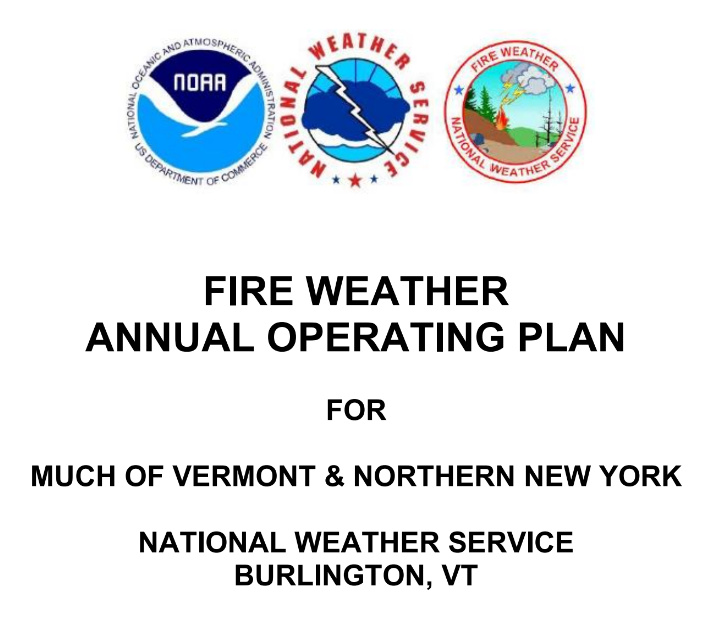 NATIONAL OCEANIC AND ATMOSPHERIC ADMINISTRATION
NOAA
US DEPARTMENT OF COMMERCE
NATIONAL WEATHER SERVICE
FIRE WEATHER
NATIONAL WEATHER SERVICE
FIRE WEATHER
ANNUAL OPERATING PLAN
FOR
MUCH OF VERMONT & NORTHERN NEW YORK
NATIONAL WEATHER SERVICE
BURLINGTON, VT